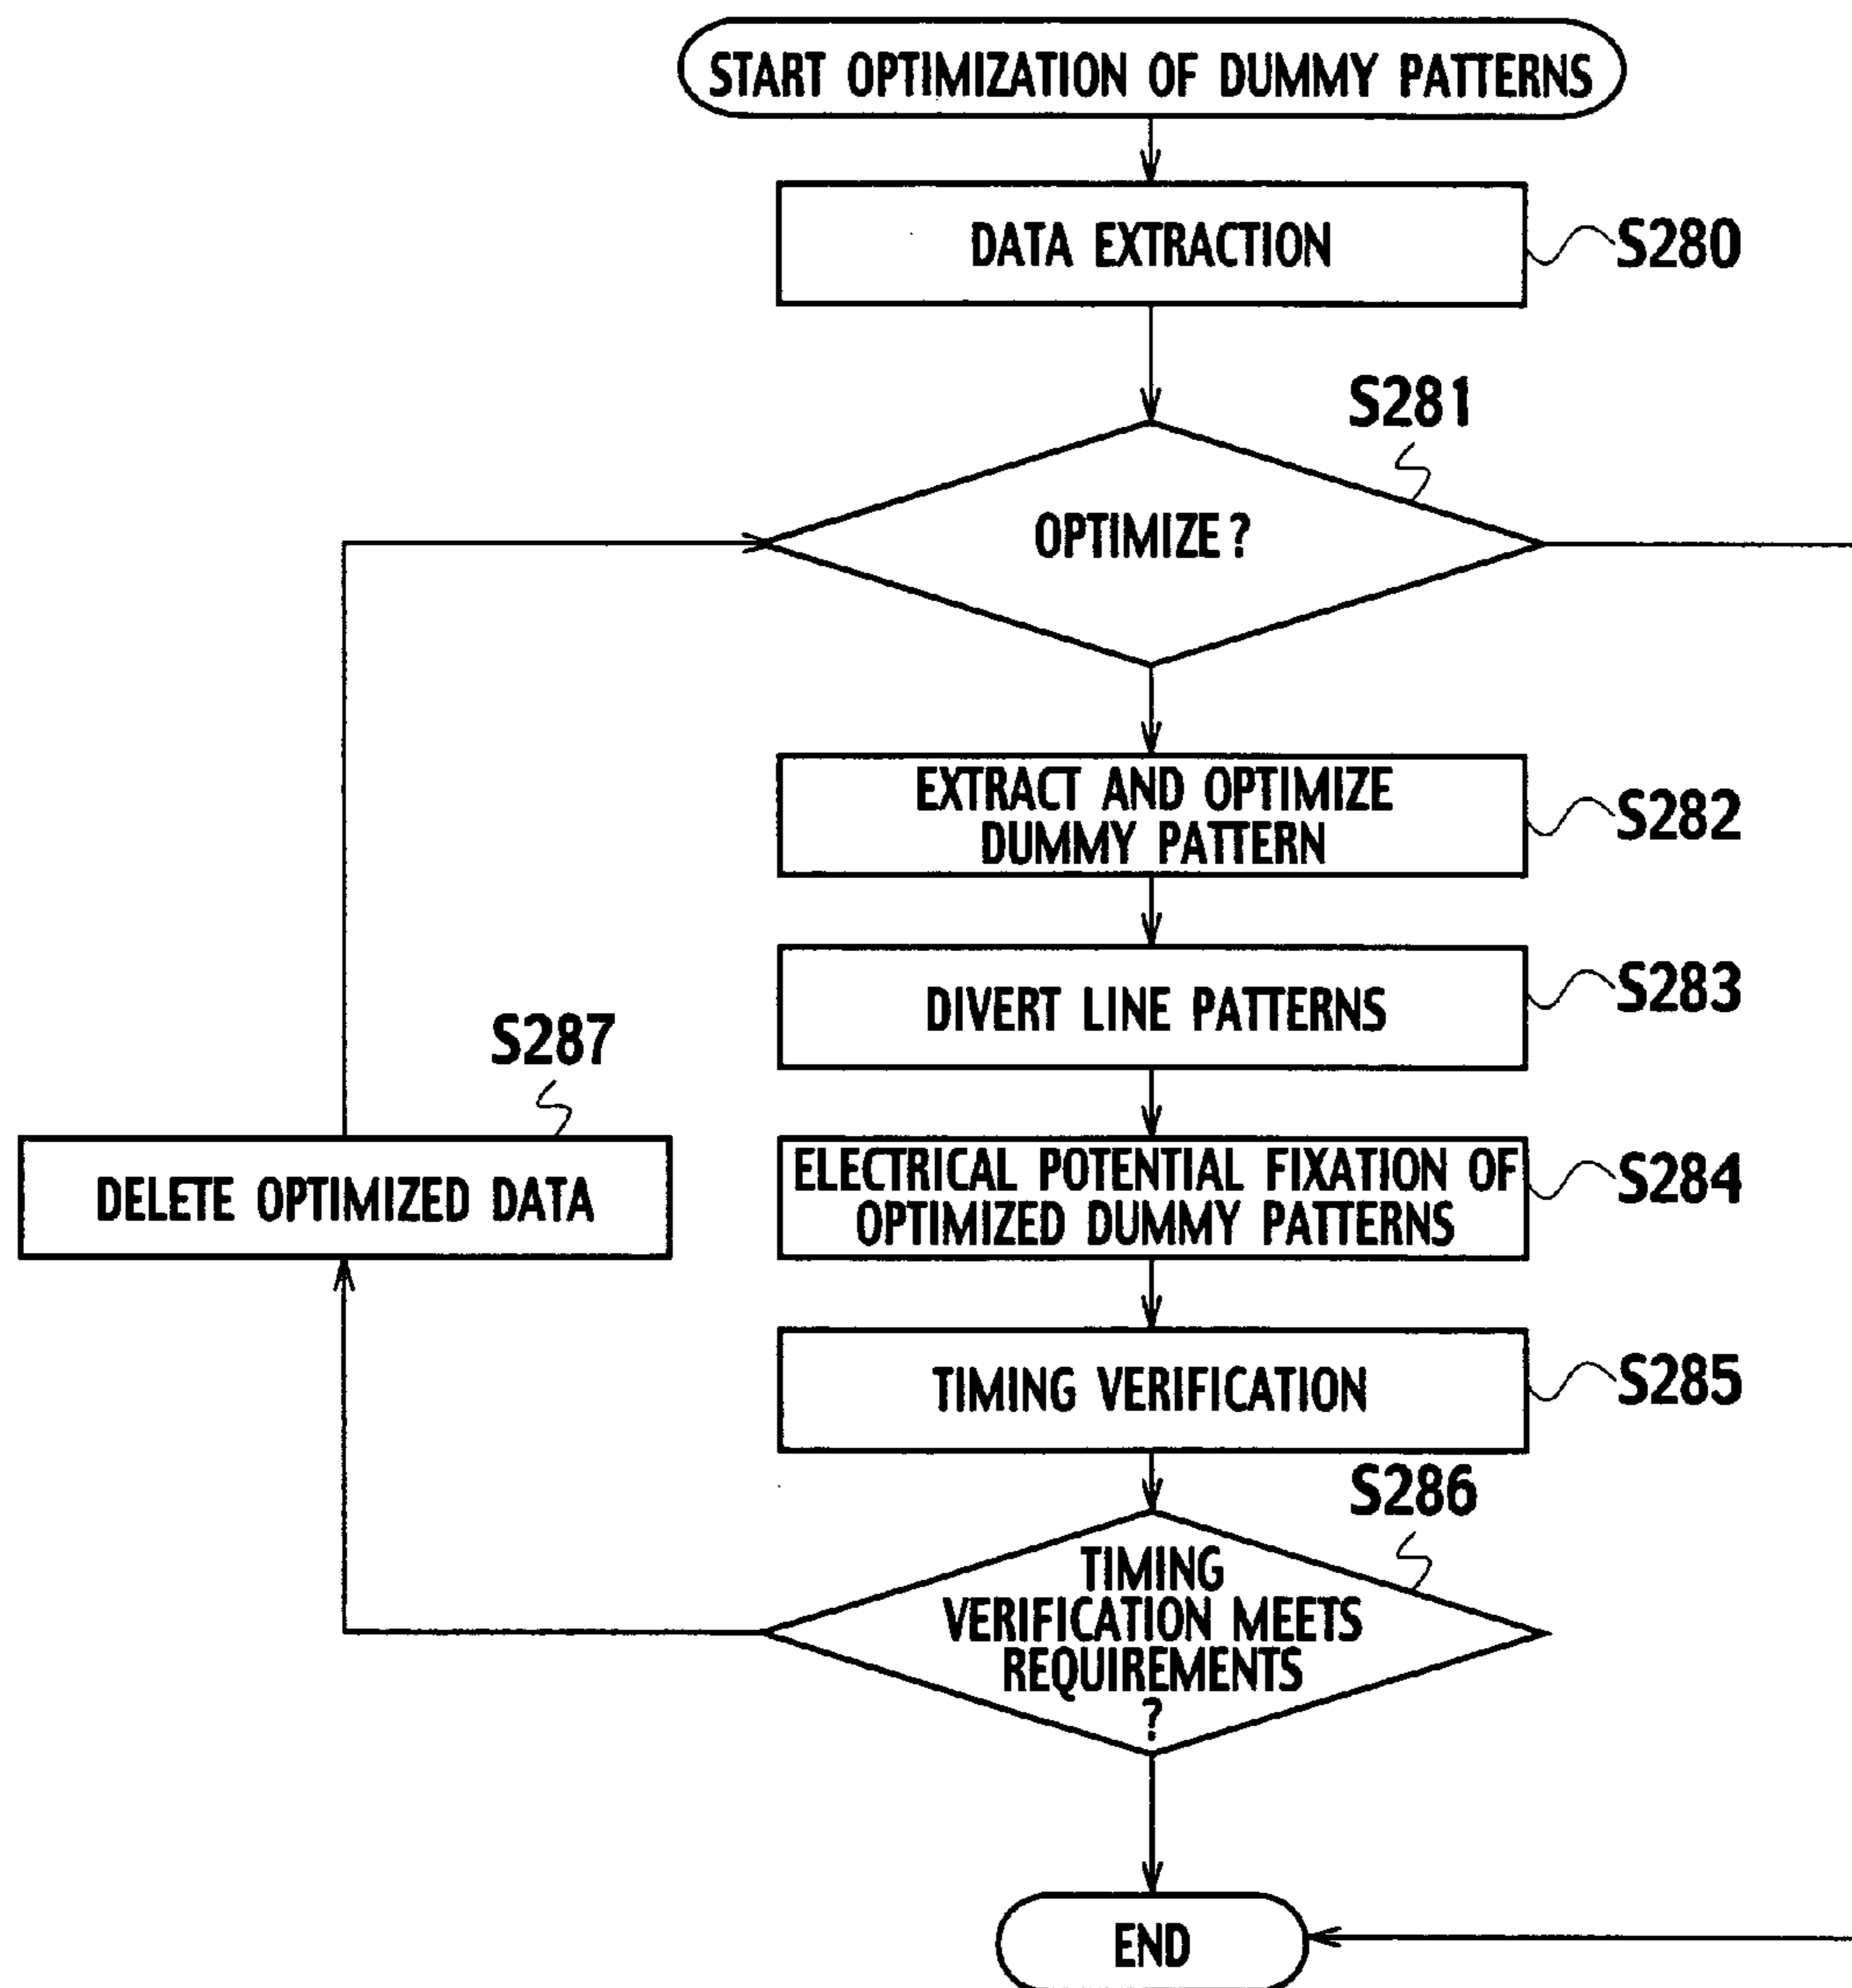 START OPTIMIZATION OF DUMMY PATTERNS
DATA EXTRACTION
S280
S281
OPTIMIZE?
EXTRACT AND OPTIMIZE
DUMMY PATTERN
S282
DIVERT LINE PATTERNS
S283
S287
DELETE OPTIMIZED DATA
ELECTRICAL POTENTIAL FIXATION OF
OPTIMIZED DUMMY PATTERNS
S284
TIMING VERIFICATION
S285
S286
TIMING
VERIFICATION MEETS
REQUIREMENTS
?
END